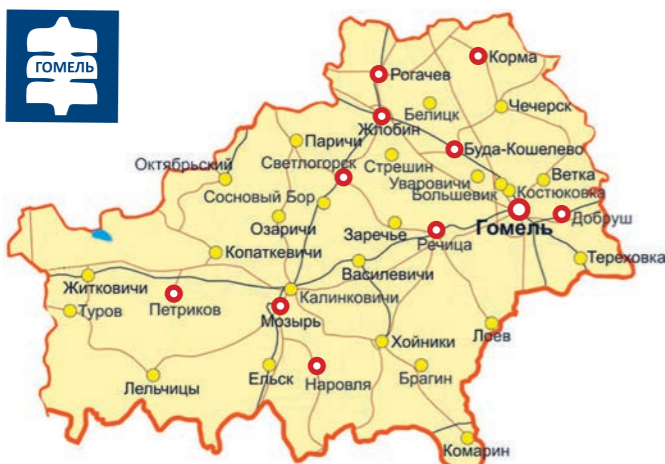 ГОМЕЛЬ
Корма
Рогачев
Белицк
Чечерск
Жлобин
Паричи
Буда-Кошелево
Октябрьский
Светлогорск
Стрешин
Ветка
Уваровичи
Сосновый Бор
Большевик
Костюковка
Озаричи
Заречье
Гомель
Добруш
Речица
Копаткевичи
Василевичи
Тереховка
Житковичи
Калинковичи
Петриков
Туров
Мозырь
Лоев
Хойники
Лельчицы
Ельск
Наровля
Брагин
Комарин